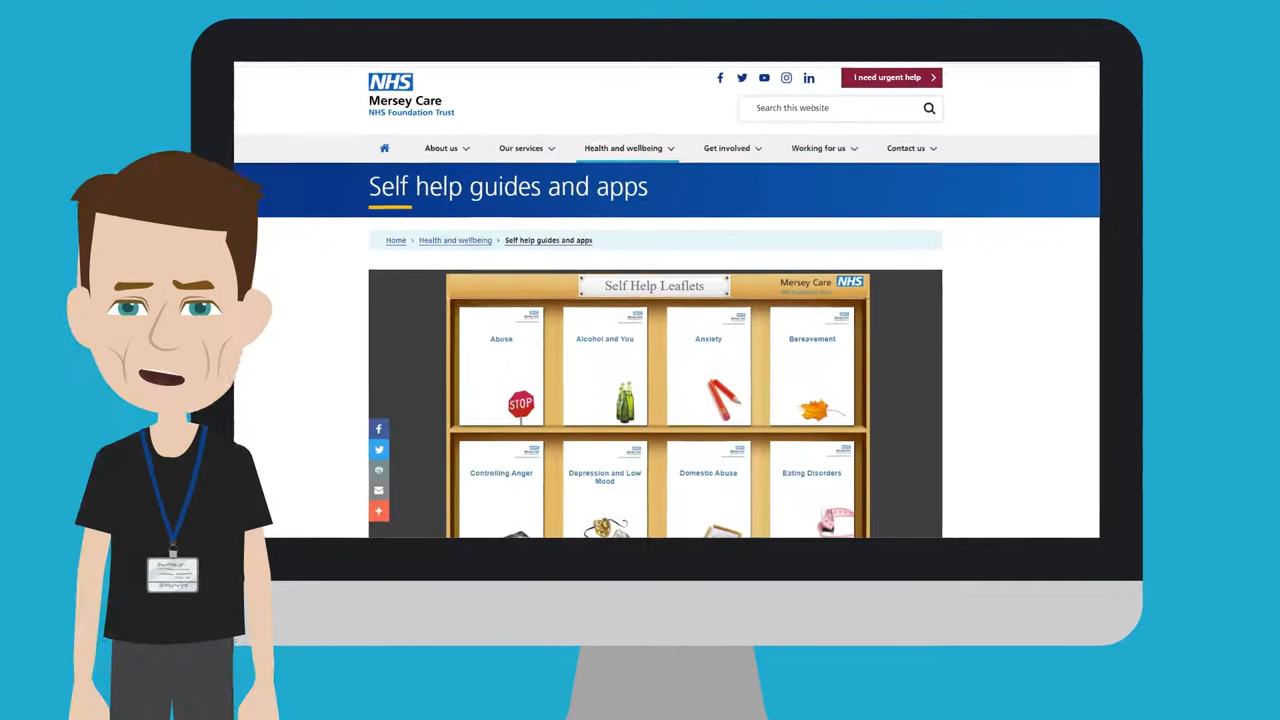 NHS
Mersey Care
NHS Foundation Trust
I need urgent help
Search this website
About us
Our services
Health and wellbeing
Get involved
Working for us
Contact us
Self help guides and apps
Home › Health and wellbeing › Self help guides and apps
Self Help Leaflets
Mersey Care NHS
Abuse
Alcohol and You
Anxiety
Bereavement
STOP
Controlling Anger
Depression and Low
Mood
Domestic Abuse
Eating Disorders